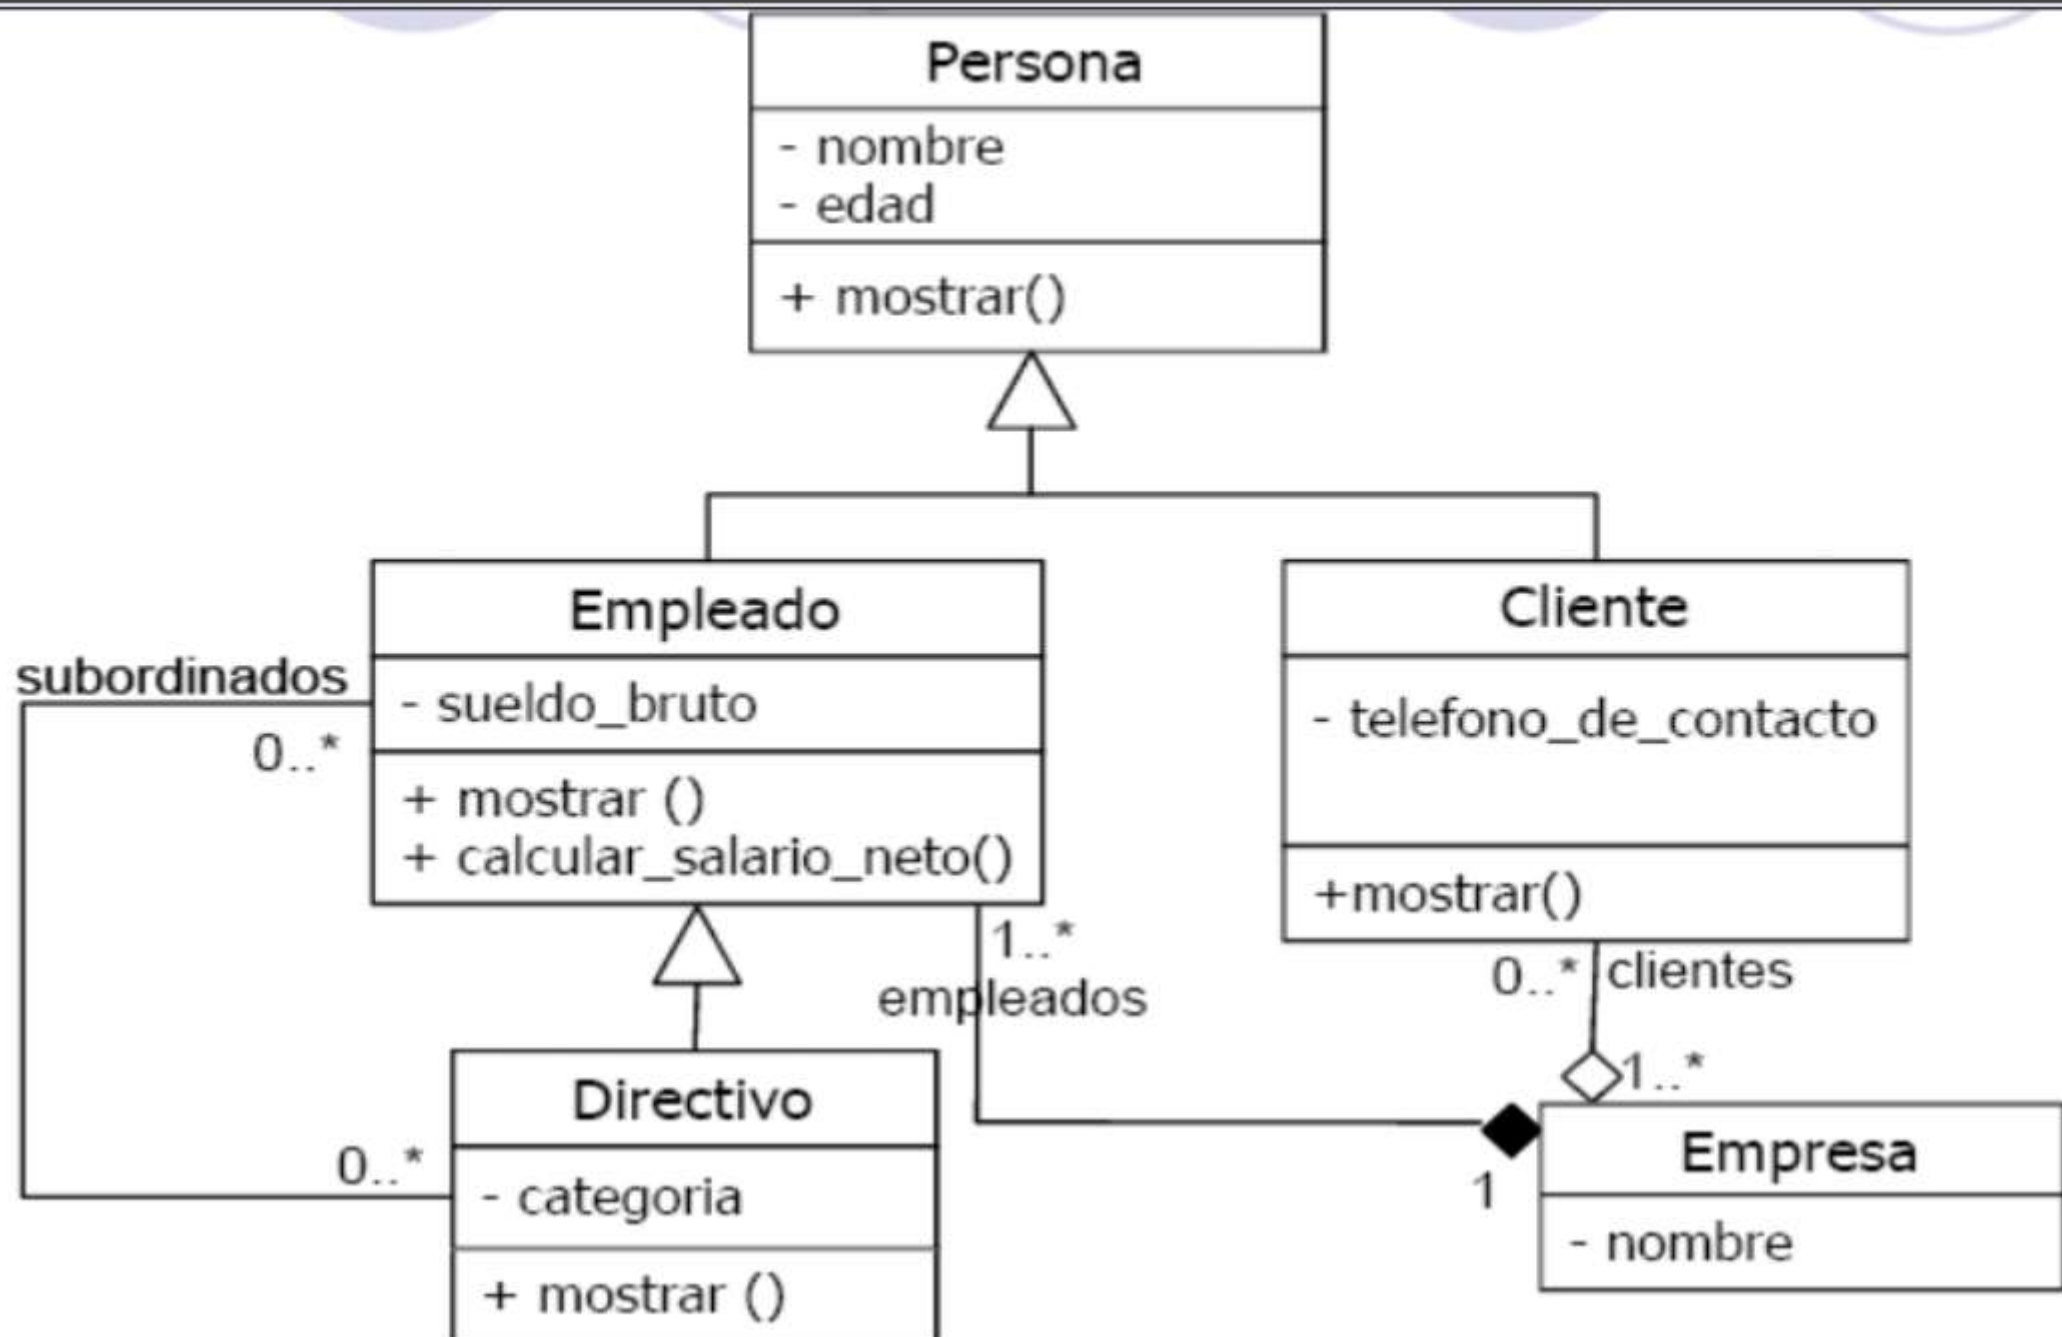 Persona
- nombre
- edad
+ mostrar()
Empleado
- sueldo_bruto
+ mostrar ()
+ calcular_salario_neto()
Cliente
- telefono_de_contacto
+mostrar()
subordinados
0..*
1..*
empleados
0..*
clientes
1..*
Directivo
- categoria
+ mostrar ()
0..*
1
Empresa
- nombre